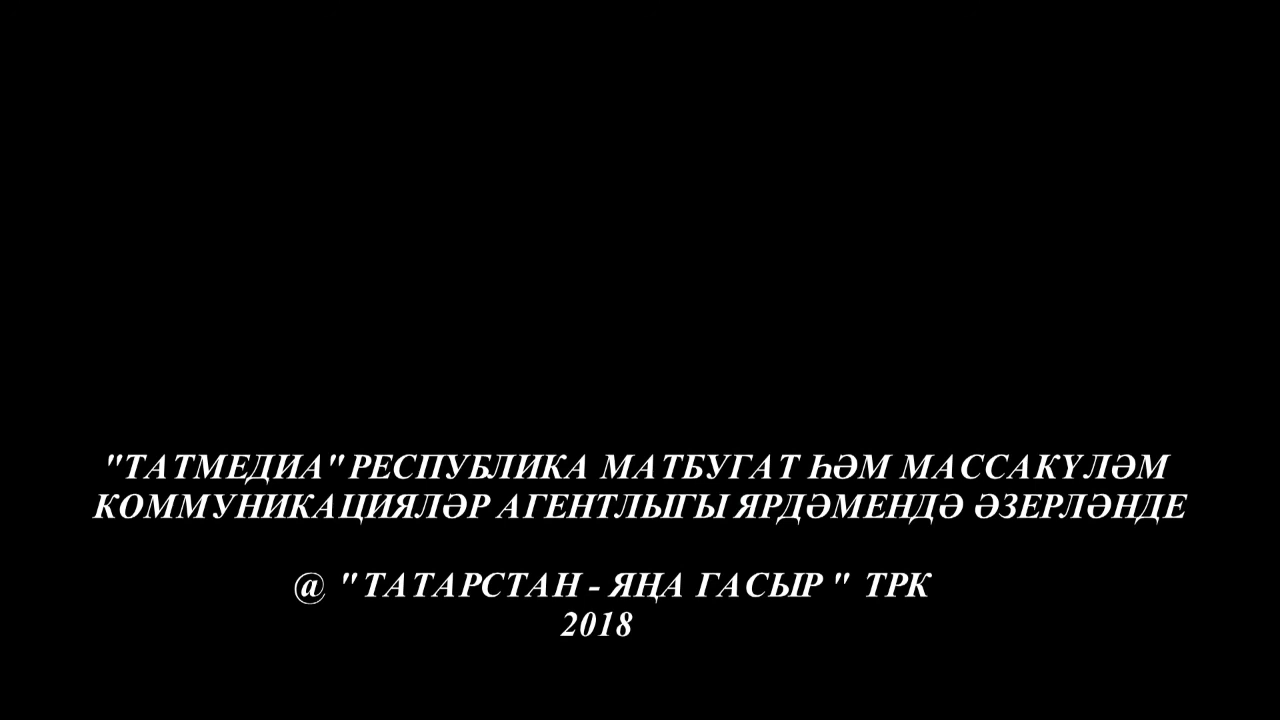 "ТАТМЕДИА" РЕСПУБЛИКА МАТБУГАТ ҺӘМ МАССАКҮЛӘМ
КОММУНИКАЦИЯЛӘР АГЕНТЛЫГЫ ЯРДӘМЕНДӘ ӘЗЕРЛӘНДЕ
@ "ТАТАРСТАН - ЯҢА ГАСЫР " ТРК
2018